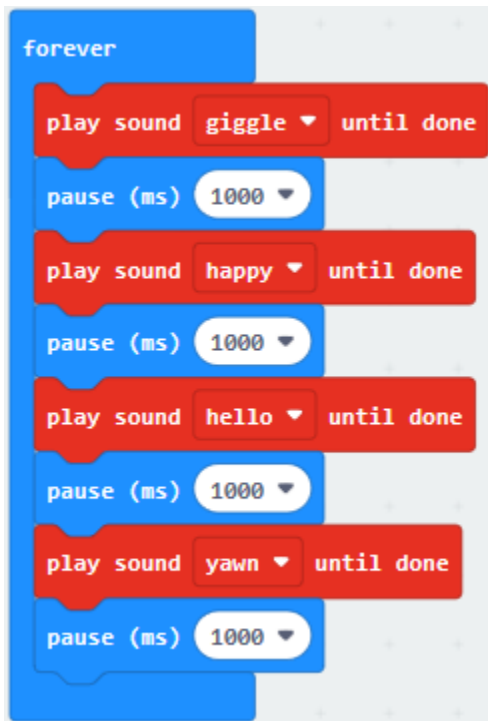 forever
play sound giggle until done
pause (ms) 1000
play sound happy until done
pause (ms) 1000
play sound hello until done
pause (ms) 1000
play sound yawn until done
pause (ms) 1000